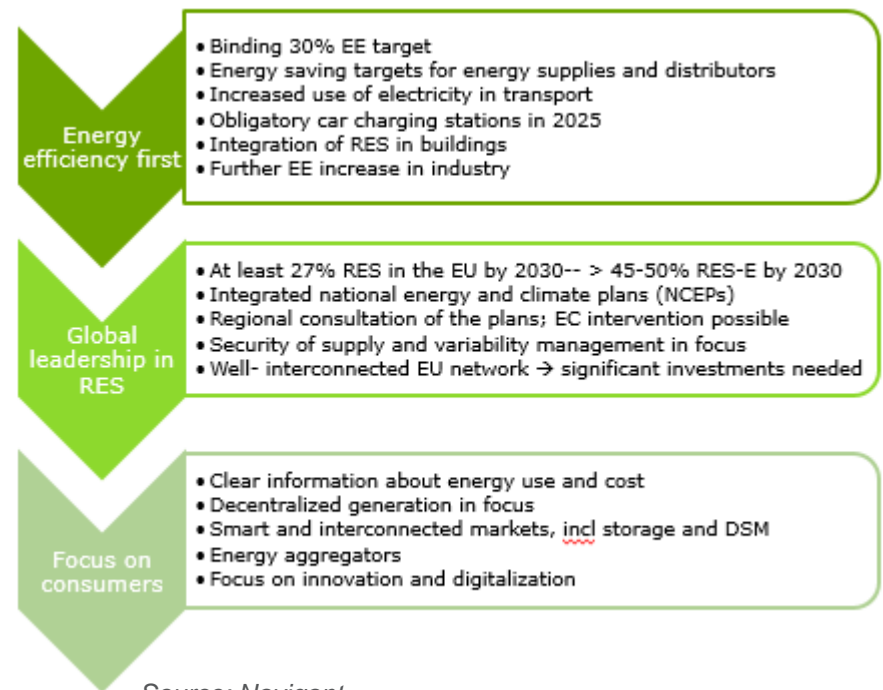 Energy
efficiency first
• Binding 30% EE target
• Energy saving targets for energy supplies and distributors
• Increased use of electricity in transport
• Obligatory car charging stations in 2025
• Integration of RES in buildings
• Further EE increase in industry
Global
leadership in
RES
• At least 27% RES in the EU by 2030-- > 45-50% RES-E by 2030
• Integrated national energy and climate plans (NCEPs)
• Regional consultation of the plans; EC intervention possible
• Security of supply and variability management in focus
• Well- interconnected EU network → significant investments needed
Focus on
consumers
• Clear information about energy use and cost
• Decentralized generation in focus
• Smart and interconnected markets, incl storage and DSM
• Energy aggregators
• Focus on innovation and digitalization
Source: Navigant